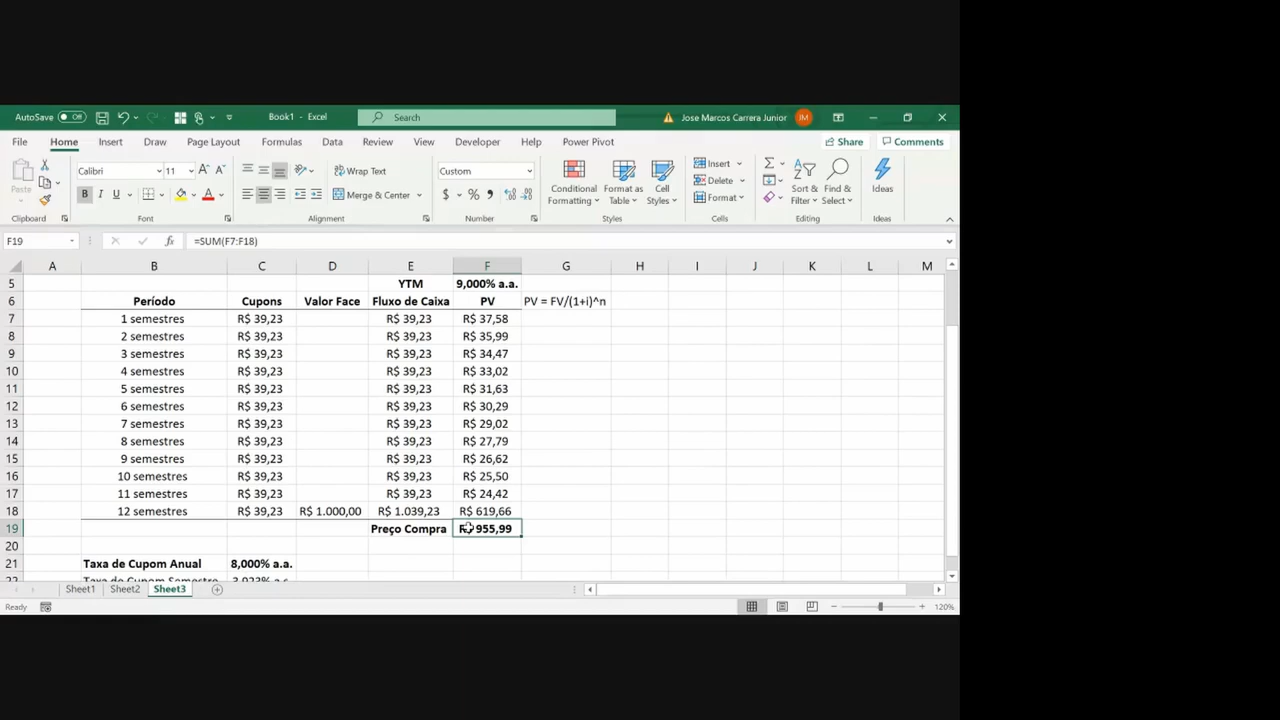 AutoSave Off Book1 - Excel Search Jose Marcos Carrera Junior JM
File Home Insert Draw Page Layout Formulas Data Review View Developer Help Power Pivot Share Comments
Paste Calibri 11 Wrap Text Custom Conditional Formatting Format as Table Cell Styles Insert Sort & Filter Find & Select Ideas
B I U Merge & Center $ % Delete
Format
Clipboard Font Alignment Number Styles Cells Editing Ideas
F19 fx =SUM(F7:F18)
A B C D E F G H I J K L M
5 YTM 9,000% a.a.
6 Período Cupons Valor Face Fluxo de Caixa PV PV = FV/(1+i)^n
7 1 semestres R$ 39,23 R$ 39,23 R$ 37,58
8 2 semestres R$ 39,23 R$ 39,23 R$ 35,99
9 3 semestres R$ 39,23 R$ 39,23 R$ 34,47
10 4 semestres R$ 39,23 R$ 39,23 R$ 33,02
11 5 semestres R$ 39,23 R$ 39,23 R$ 31,63
12 6 semestres R$ 39,23 R$ 39,23 R$ 30,29
13 7 semestres R$ 39,23 R$ 39,23 R$ 29,02
14 8 semestres R$ 39,23 R$ 39,23 R$ 27,79
15 9 semestres R$ 39,23 R$ 39,23 R$ 26,62
16 10 semestres R$ 39,23 R$ 39,23 R$ 25,50
17 11 semestres R$ 39,23 R$ 39,23 R$ 24,42
18 12 semestres R$ 39,23 R$ 1.000,00 R$ 1.039,23 R$ 619,66
19 Preço Compra 955,99
20
21 Taxa de Cupom Anual 8,000% a.a.
Sheet1 Sheet2 Sheet3
Ready 120%